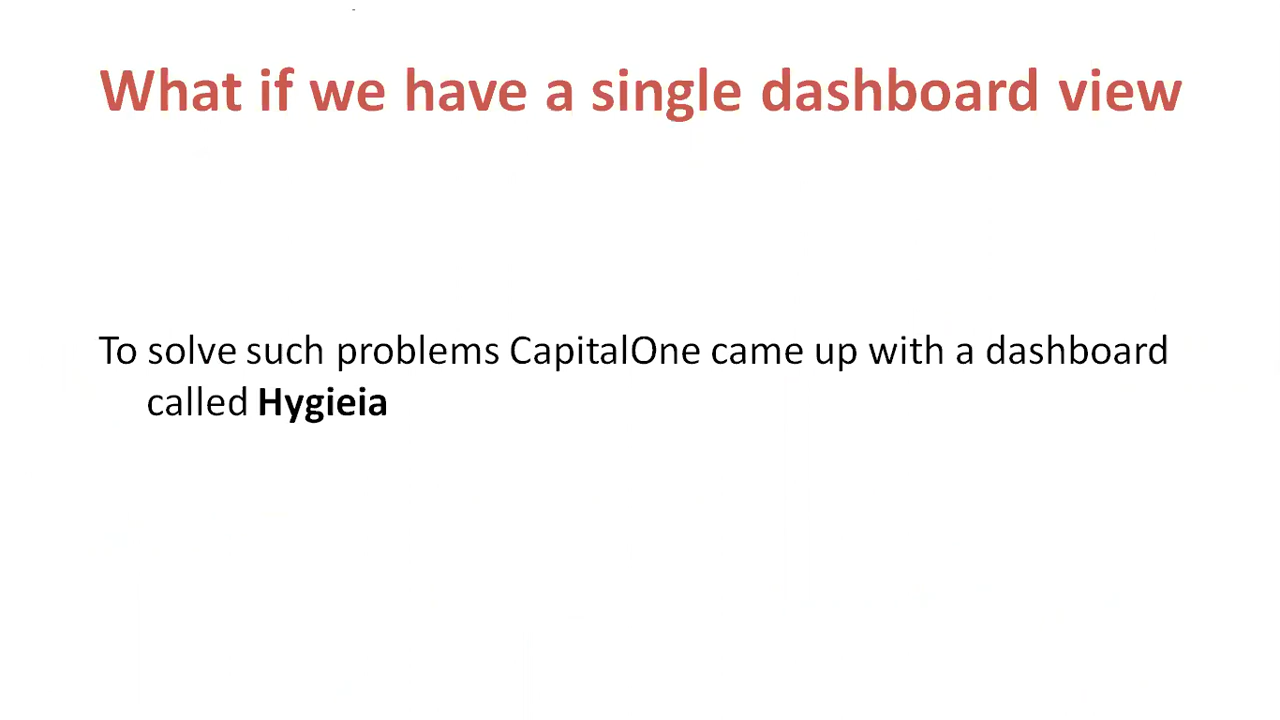 What if we have a single dashboard view
To solve such problems CapitalOne came up with a dashboard
called Hygieia